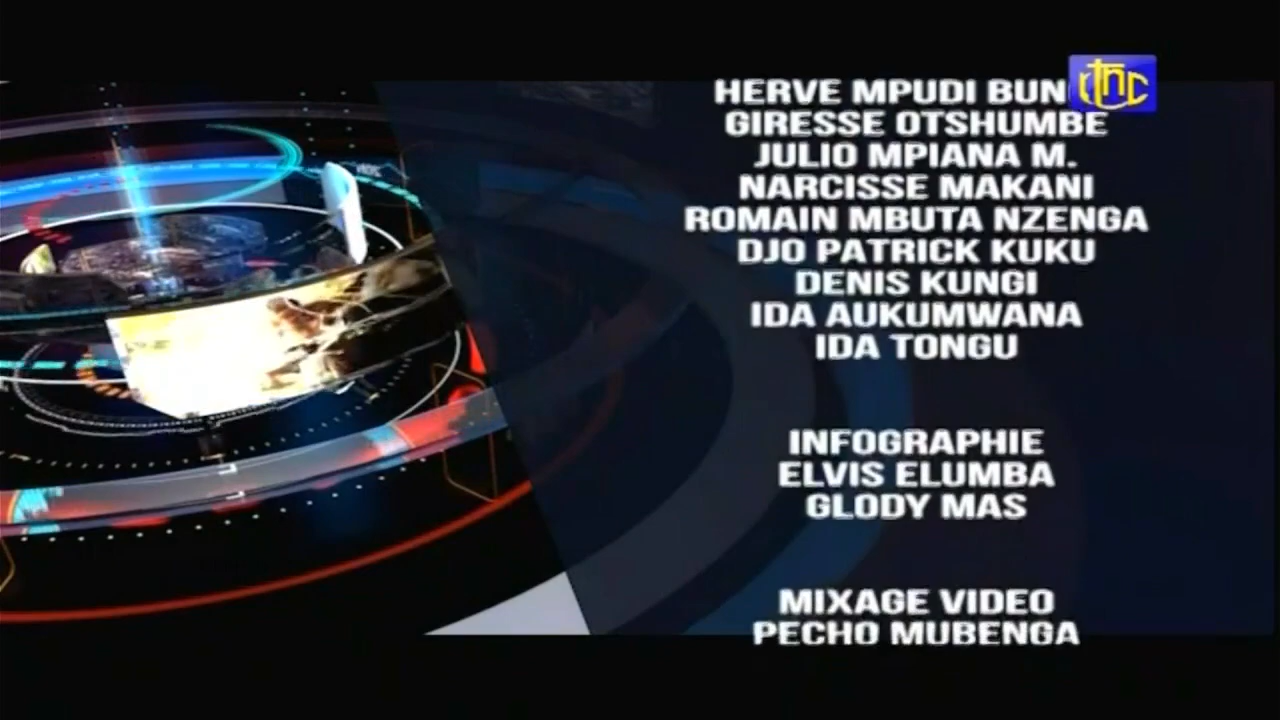 HERVE MPUDI
rtnc
GIRESSE OTSHUMBE
JULIO MPIANA M.
NARCISSE MAKANI
ROMAIN MBUTA NZENGA
DJO PATRICK KUKU
DENIS KUNGI
IDA AUKUMWANA
IDA TONGU
INFOGRAPHIE
ELVIS ELUMBA
GLODY MAS
MIXAGE VIDEO
PECHO MUBENGA